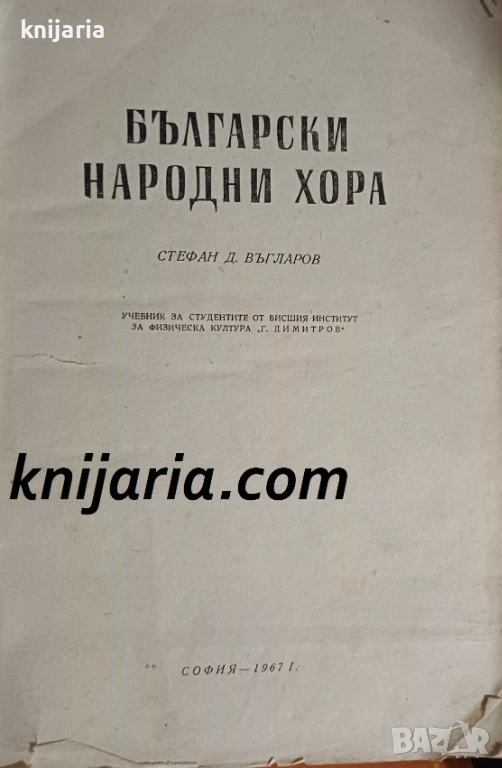 knijaria
БЪЛГАРСКИ
НАРОДНИ ХОРА
СТЕФАН Д. ВЪГЛАРОВ
УЧЕБНИК ЗА СТУДЕНТИТЕ ОТ ВИСШИЯ ИНСТИТУТ
ЗА ФИЗИЧЕСКА КУЛТУРА „Г. ДИМИТРОВ“
knijaria.com
СОФИЯ — 1967 г.
BAZAR